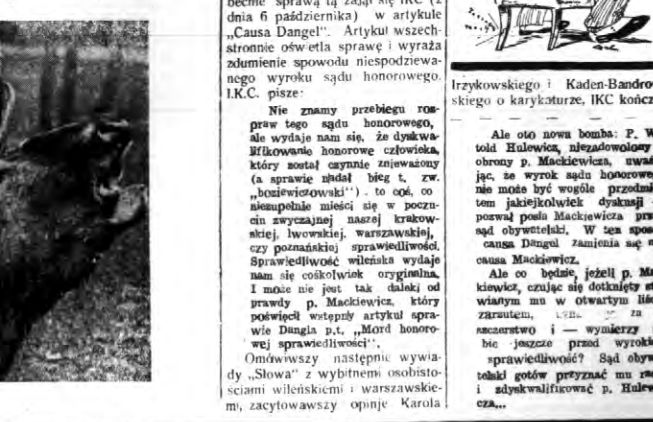 becnie sprawą tą zajął się IKC (z
dnia 6 października) w artykule
„Causa Dangel". Artykuł wszech-
stronnie oświetla sprawę i wyraża
zdumienie spowodu niespodziewa-
nego wyroku sądu honorowego.
I.K.C. pisze:
Nie znamy przebiegu roz-
praw tego sądu honorowego,
ale wydaje nam się, że dyskwa-
lifikowanie honorowe człowieka,
który został czynnie znieważony
(a sprawie nadał bieg t. zw.
„boziewiczowski") . to coś, co
niezupełnie mieści się w poczu-
ciu zwyczajnej naszej krakow-
skiej, lwowskiej, warszawskiej,
czy poznańskiej sprawiedliwości.
Sprawiedliwość wileńska wydaje
nam się cośkolwiek oryginalna.
I może nie jest tak daleki od
prawdy p. Mackiewicz, który
poświęcił wstępny artykuł spra-
wie Dangla p.t. „Mord honoro-
wej sprawiedliwości".
Omówiwszy następnie wywia-
dy „Słowa" z wybitnemi osobisto-
ściami wileńskiemi i warszawskie-
mi, zacytowawszy opinje Karola
Irzykowskiego i Kaden-Bandrow
skiego o karykaturze, IKC kończ
Ale oto nowa bomba: P. W
told Hulewicz, niezadowolony
obrony p. Mackiewicza, uważ
jąc, że wyrok sądu honorowe
nie może być wogóle przedmi
tem jakiejkolwiek dyskusji
pozwał posła Mackiewicza prz
sąd obywatelski. W ten spos
causa Dangel zamienia się n
causa Mackiewicz.
Ale co będzie, jeżeli p. Ma
kiewicz, czując się dotknięty st
wianym mu w otwartym liśc
zarzutem, za
szczerstwo i — wymierzy
bie jeszcze przed wyrokie
sprawiedliwość? Sąd obyw
telski gotów przyznać mu rac
i zdyskwalifikować p. Hulew
cza...